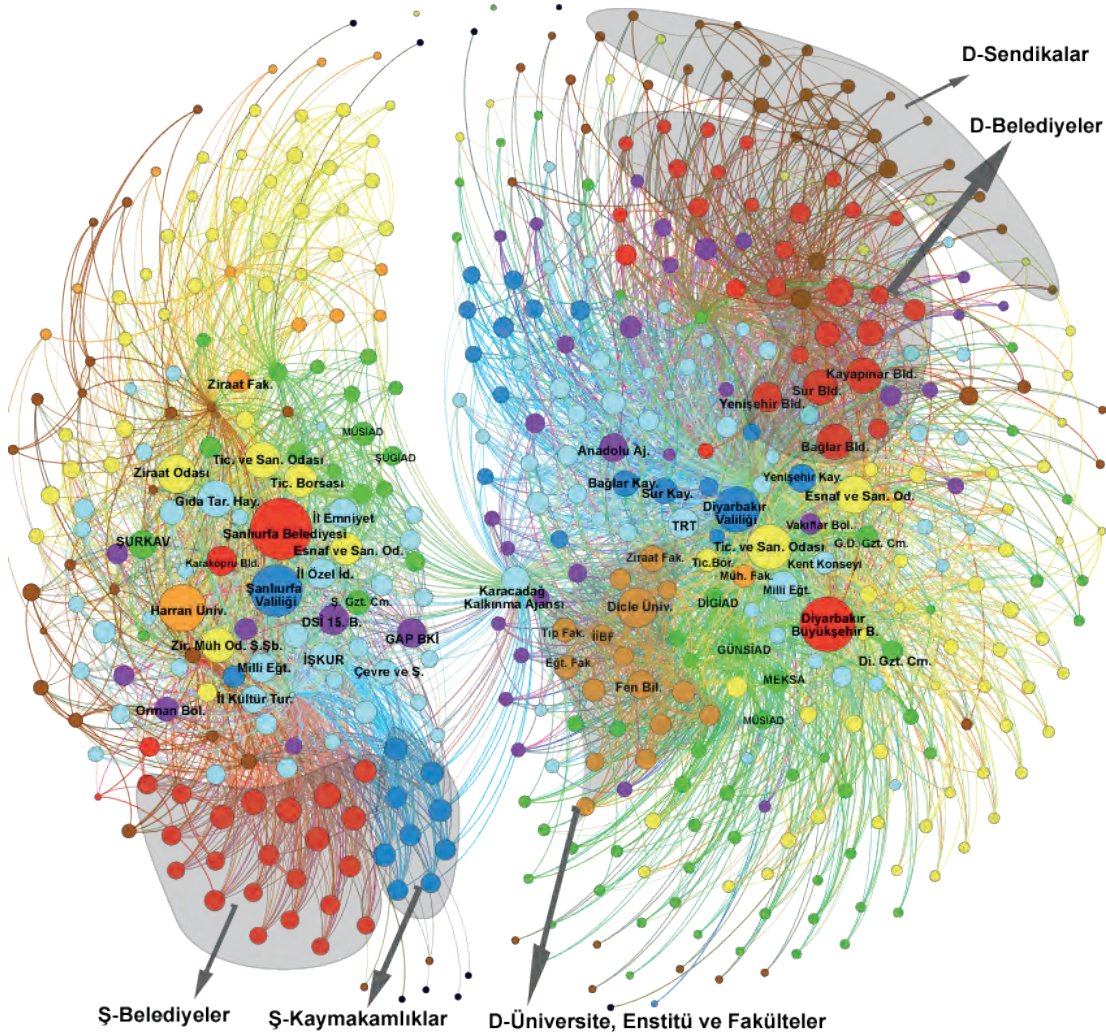 D-Sendikalar
D-Belediyeler
Ziraat Fak.
MÜSİAD
ŞUGİAD
Tic. ve San. Odası
Ziraat Odası
Tic. Borsası
Gıda Tar. Hay.
İl Emniyet
Şanlıurfa Belediyesi
Esnaf ve San. Od.
ŞURKAV
Karaköprü Bld.
İl Özel İd.
Şanlıurfa
Valiliği
Ş. Gzt. Cm.
Harran Üniv.
DSİ 15. B.
GAP BKİ
Zir. Müh Od. Ş.Şb.
Milli Eğt.
İŞKUR
Çevre ve Ş.
İl Kültür Tur.
Orman Böl.
Karacadağ
Kalkınma Ajansı
Kayapınar Bld.
Sur Bld.
Yenişehir Bld.
Bağlar Bld.
Anadolu Aj.
Yenişehir Kay.
Bağlar Kay.
Sur Kay.
Esnaf ve San. Od.
Diyarbakır
Valiliği
TRT
Vakıflar Böl.
Tic. ve San. Odası
G.D. Gzt. Cm.
Ziraat Fak.
Tic.Bor.
Kent Konseyi
Müh. Fak.
Milli Eğt.
DİGİAD
Dicle Üniv.
Tıp Fak.
İİBF
Diyarbakır
Büyükşehir B.
Eğt. Fak.
GÜNSİAD
Di. Gzt. Cm.
Fen Bil.
MEKSA
MÜSİAD
Ş-Belediyeler
Ş-Kaymakamlıklar
D-Üniversite, Enstitü ve Fakülteler